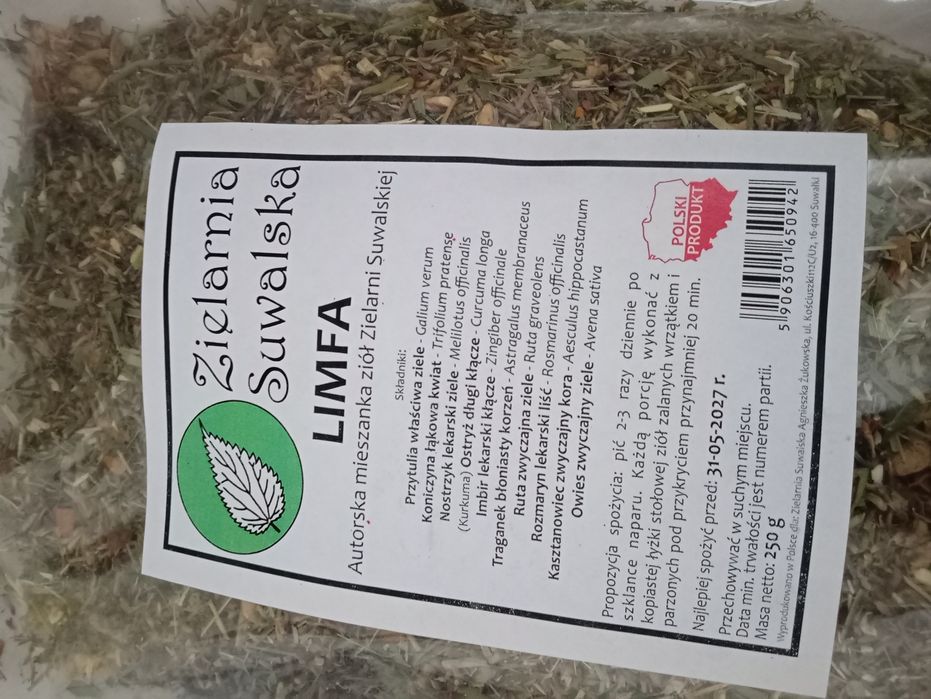 Zielarnia
Suwalska
LIMFA
Autorska mieszanka ziół Zielarni Suwalskiej
Składniki:
Przytulia właściwa ziele - Galium verum
Koniczyna łąkowa kwiat - Trifolium pratense
Nostrzyk lekarski ziele - Melilotus officinalis
(Kurkuma) Ostryż długi kłącze - Curcuma longa
Imbir lekarski kłącze - Zingiber officinale
Traganek błoniasty korzeń - Astragalus membranaceus
Ruta zwyczajna ziele - Ruta graveolens
Rozmaryn lekarski liść - Rosmarinus officinalis
Kasztanowiec zwyczajny kora - Aesculus hippocastanum
Owies zwyczajny ziele - Avena sativa
Propozycja spożycia: pić 2-3 razy dziennie po
szklance naparu. Każdą porcję wykonać z
kopiastej łyżki stołowej ziół zalanych wrzątkiem i
parzonych pod przykryciem przynajmniej 20 min.
POLSKI
PRODUKT
Najlepiej spożyć przed: 31-05-2027 r.
Przechowywać w suchym miejscu.
Data min. trwałości jest numerem partii.
Masa netto: 250 g
5 906301 650942
Wyprodukowano w Polsce dla: Zielarnia Suwalska Agnieszka Żukowska, ul. Kościuszki 112C/U2, 16-400 Suwałki